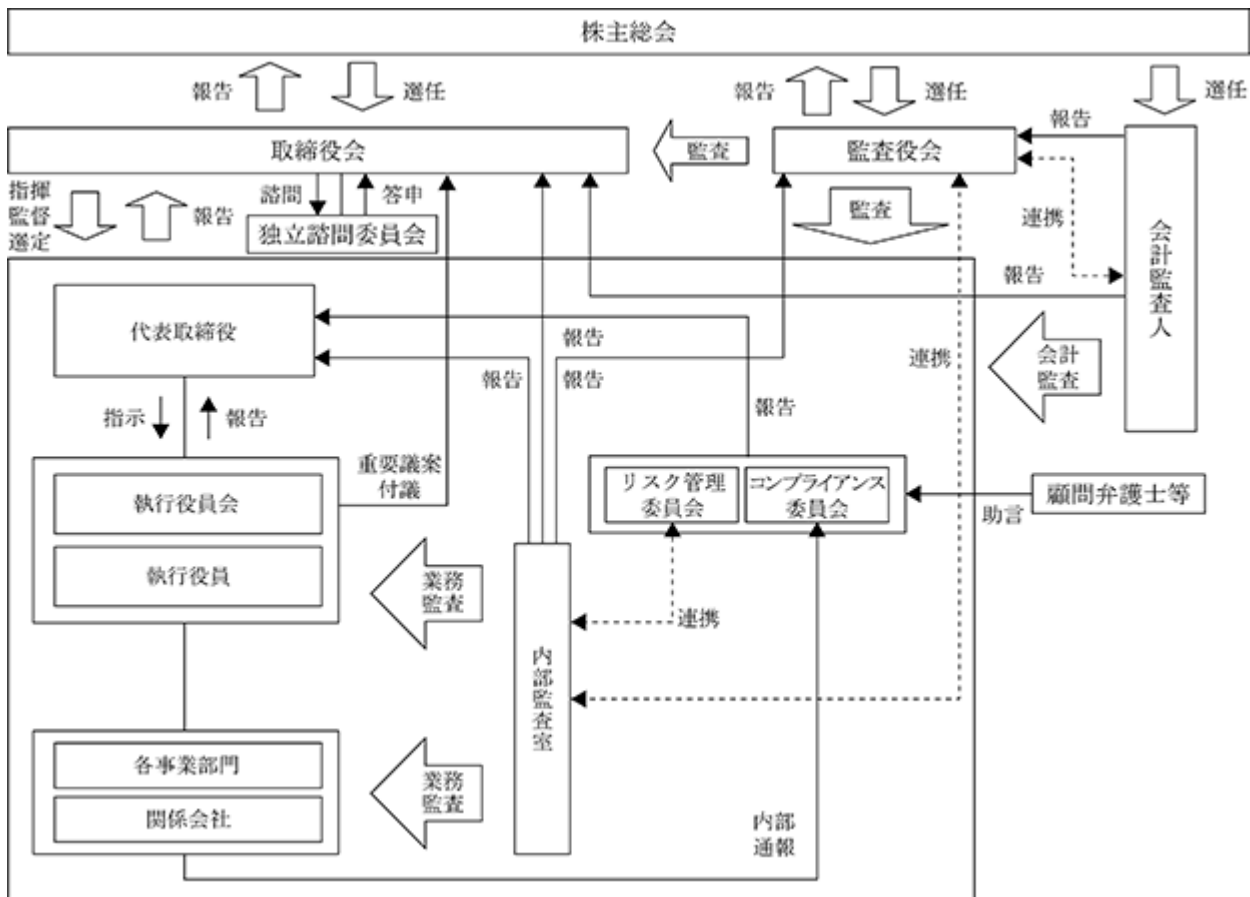 株主総会
報告
選任
報告
選任
選任
取締役会
監査
監査役会
報告
指揮
監督
選定
報告
諮問
答申
独立諮問委員会
監査
連携
会計監査人
報告
代表取締役
報告
報告
報告
連携
会計
監査
指示
報告
報告
重要議案
付議
執行役員会
執行役員
リスク管理
委員会
コンプライアンス
委員会
助言
顧問弁護士等
業務
監査
連携
内部監査室
各事業部門
関係会社
業務
監査
内部
通報